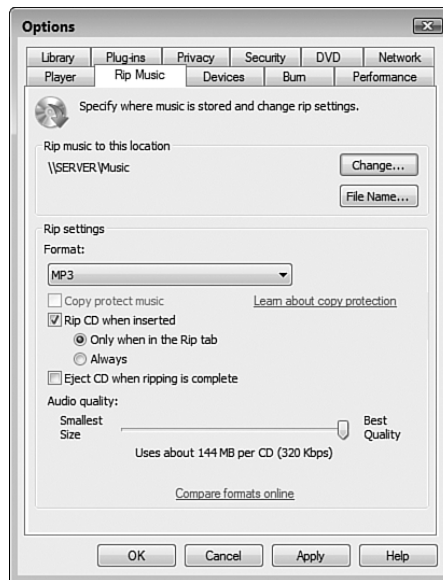 Options
Library Plug-ins Privacy Security DVD Network
Player Rip Music Devices Burn Performance
Specify where music is stored and change rip settings.
Rip music to this location
\\SERVER\Music
Change...
File Name...
Rip settings
Format:
MP3
Copy protect music Learn about copy protection
Rip CD when inserted
Only when in the Rip tab
Always
Eject CD when ripping is complete
Audio quality:
Smallest Size
Best Quality
Uses about 144 MB per CD (320 Kbps)
Compare formats online
OK Cancel Apply Help